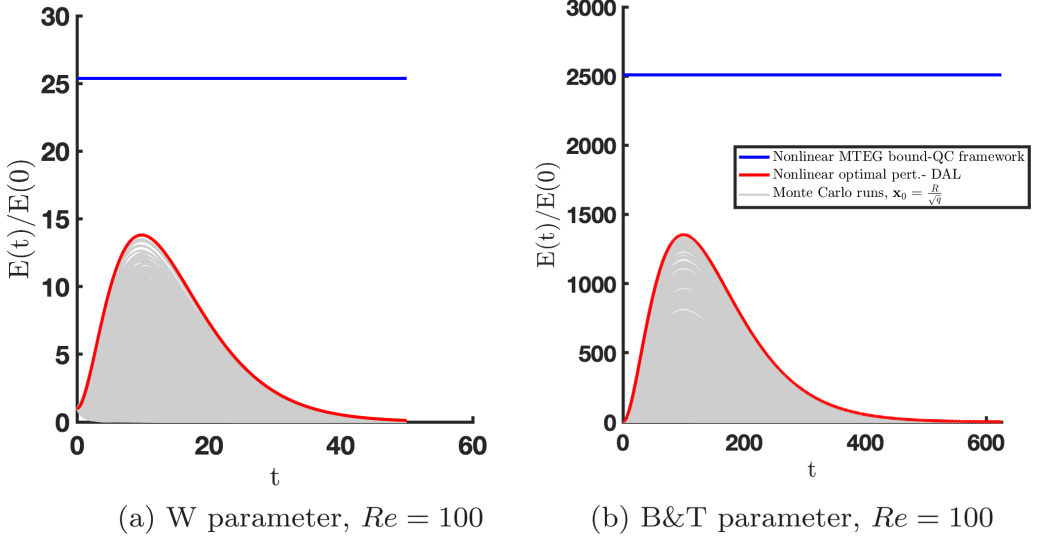 30
25
20
15
10
5
0
E(t)/E(0)
0
20
40
60
t
(a) W parameter, Re = 100
3000
2500
2000
1500
1000
500
0
E(t)/E(0)
Nonlinear MTEG bound-QC framework
Nonlinear optimal pert.- DAL
Monte Carlo runs, x₀ = R/√q
0
200
400
600
t
(b) B&T parameter, Re = 100